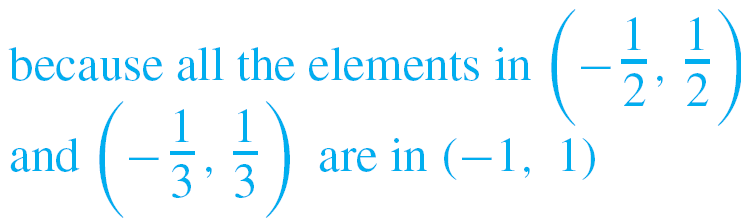 because all the elements in (−1/2, 1/2)
and (−1/3, 1/3) are in (−1, 1)